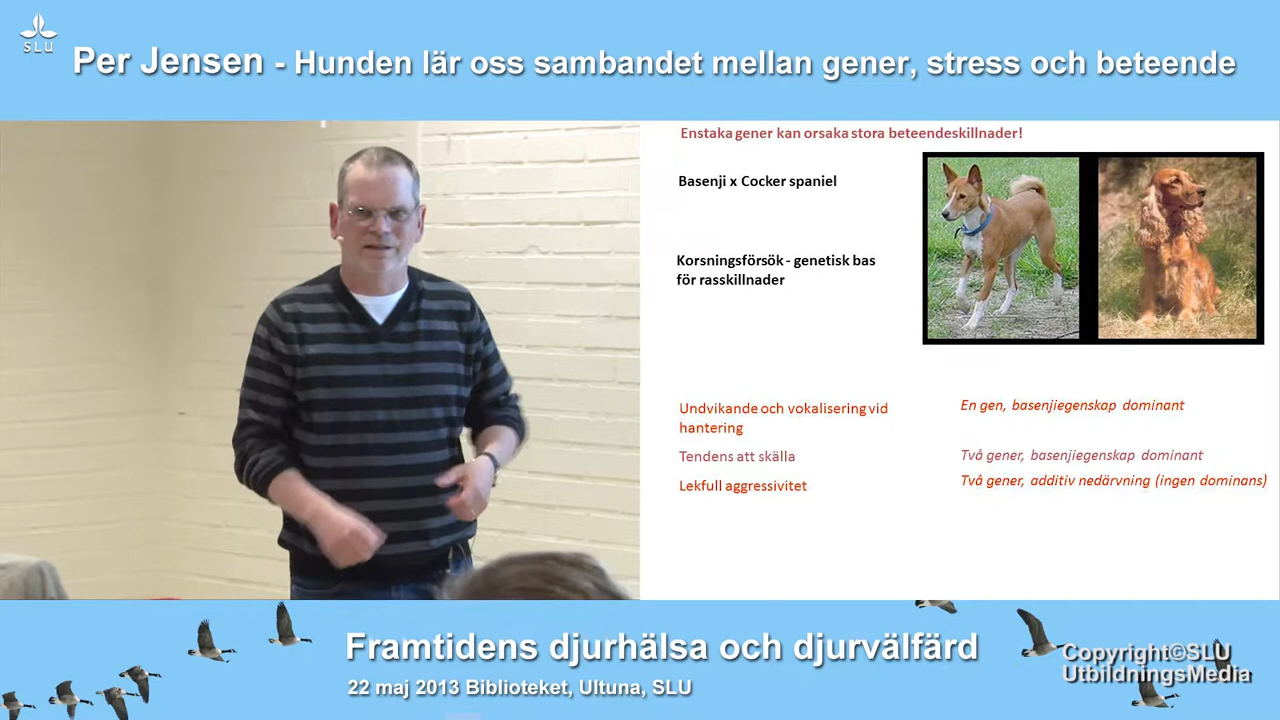 SLU
Per Jensen - Hunden lär oss sambandet mellan gener, stress och beteende
Enstaka gener kan orsaka stora beteendeskillnader!
Basenji x Cocker spaniel
Korsningsförsök - genetisk bas
för rasskillnader
Undvikande och vokalisering vid
hantering
En gen, basenjiegenskap dominant
Tendens att skälla
Två gener, basenjiegenskap dominant
Lekfull aggressivitet
Två gener, additiv nedärvning (ingen dominans)
Framtidens djurhälsa och djurvälfärd
22 maj 2013 Biblioteket, Ultuna, SLU
Copyright©SLU
UtbildningsMedia